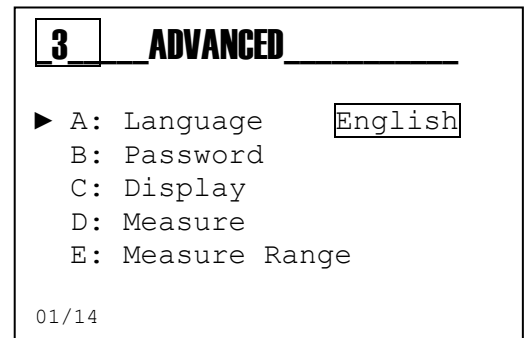 3 ADVANCED
► A: Language English
B: Password
C: Display
D: Measure
E: Measure Range
01/14